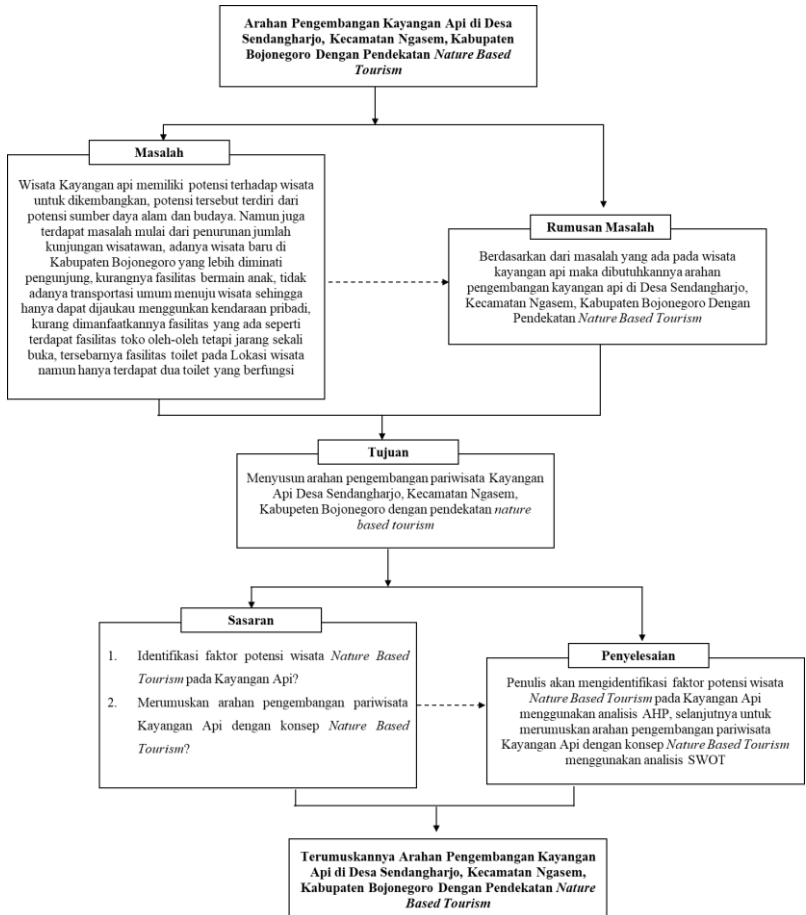 Arahan Pengembangan Kayangan Api di Desa
Sendangharjo, Kecamatan Ngasem, Kabupaten
Bojonegoro Dengan Pendekatan Nature Based
Tourism
Masalah
Wisata Kayangan api memiliki potensi terhadap wisata
untuk dikembangkan, potensi tersebut terdiri dari
potensi sumber daya alam dan budaya. Namun juga
terdapat masalah mulai dari penurunan jumlah
kunjungan wisatawan, adanya wisata baru di
Kabupaten Bojonegoro yang lebih diminati
pengunjung, kurangnya fasilitas bermain anak, tidak
adanya transportasi umum menuju wisata sehingga
hanya dapat dijaukau menggunkan kendaraan pribadi,
kurang dimanfaatkannya fasilitas yang ada seperti
terdapat fasilitas toko oleh-oleh tetapi jarang sekali
buka, tersebarnya fasilitas toilet pada Lokasi wisata
namun hanya terdapat dua toilet yang berfungsi
Rumusan Masalah
Berdasarkan dari masalah yang ada pada wisata
kayangan api maka dibutuhkannya arahan
pengembangan kayangan api di Desa Sendangharjo,
Kecamatan Ngasem, Kabupaten Bojonegoro Dengan
Pendekatan Nature Based Tourism
Tujuan
Menyusun arahan pengembangan pariwisata Kayangan
Api Desa Sendangharjo, Kecamatan Ngasem,
Kabupeten Bojonegoro dengan pendekatan nature
based tourism
Sasaran
1. Identifikasi faktor potensi wisata Nature Based
Tourism pada Kayangan Api?
2. Merumuskan arahan pengembangan pariwisata
Kayangan Api dengan konsep Nature Based
Tourism?
Penyelesaian
Penulis akan mengidentifikasi faktor potensi wisata
Nature Based Tourism pada Kayangan Api
menggunakan analisis AHP, selanjutnya untuk
merumuskan arahan pengembangan pariwisata
Kayangan Api dengan konsep Nature Based Tourism
menggunakan analisis SWOT
Terumuskannya Arahan Pengembangan Kayangan
Api di Desa Sendangharjo, Kecamatan Ngasem,
Kabupaten Bojonegoro Dengan Pendekatan Nature
Based Tourism